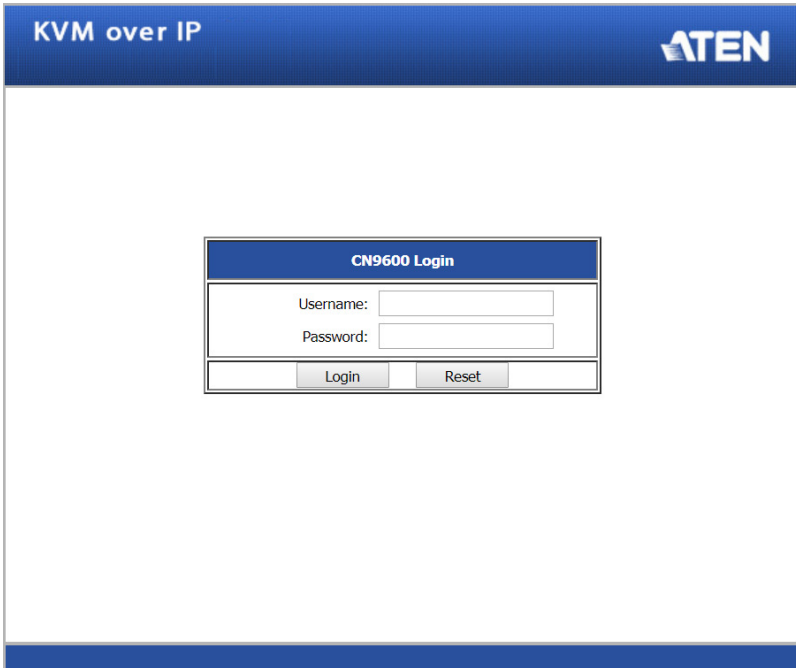 KVM over IP
ATEN
CN9600 Login
Username:
Password:
Login Reset